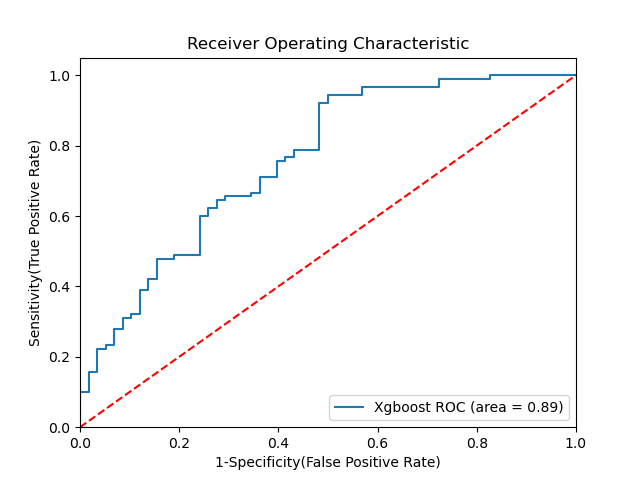 Receiver Operating Characteristic
Sensitivity(True Positive Rate)
1.0
0.8
0.6
0.4
0.2
0.0
Xgboost ROC (area = 0.89)
0.0 0.2 0.4 0.6 0.8 1.0
1-Specificity(False Positive Rate)